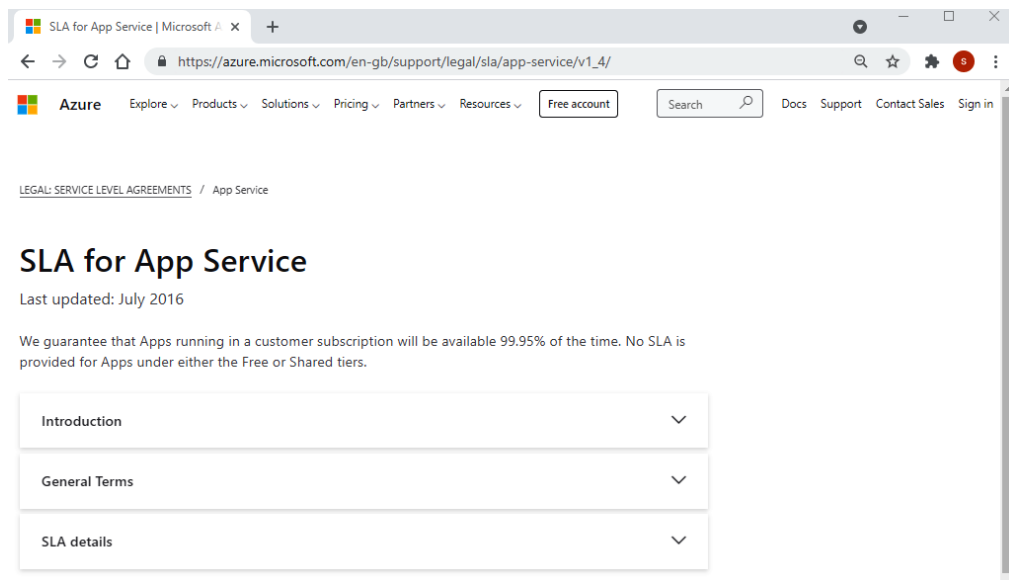 SLA for App Service | Microsoft A
https://azure.microsoft.com/en-gb/support/legal/sla/app-service/v1_4/
S
Azure Explore Products Solutions Pricing Partners Resources Free account Search Docs Support Contact Sales Sign in
LEGAL: SERVICE LEVEL AGREEMENTS / App Service
SLA for App Service
Last updated: July 2016
We guarantee that Apps running in a customer subscription will be available 99.95% of the time. No SLA is
provided for Apps under either the Free or Shared tiers.
Introduction
General Terms
SLA details